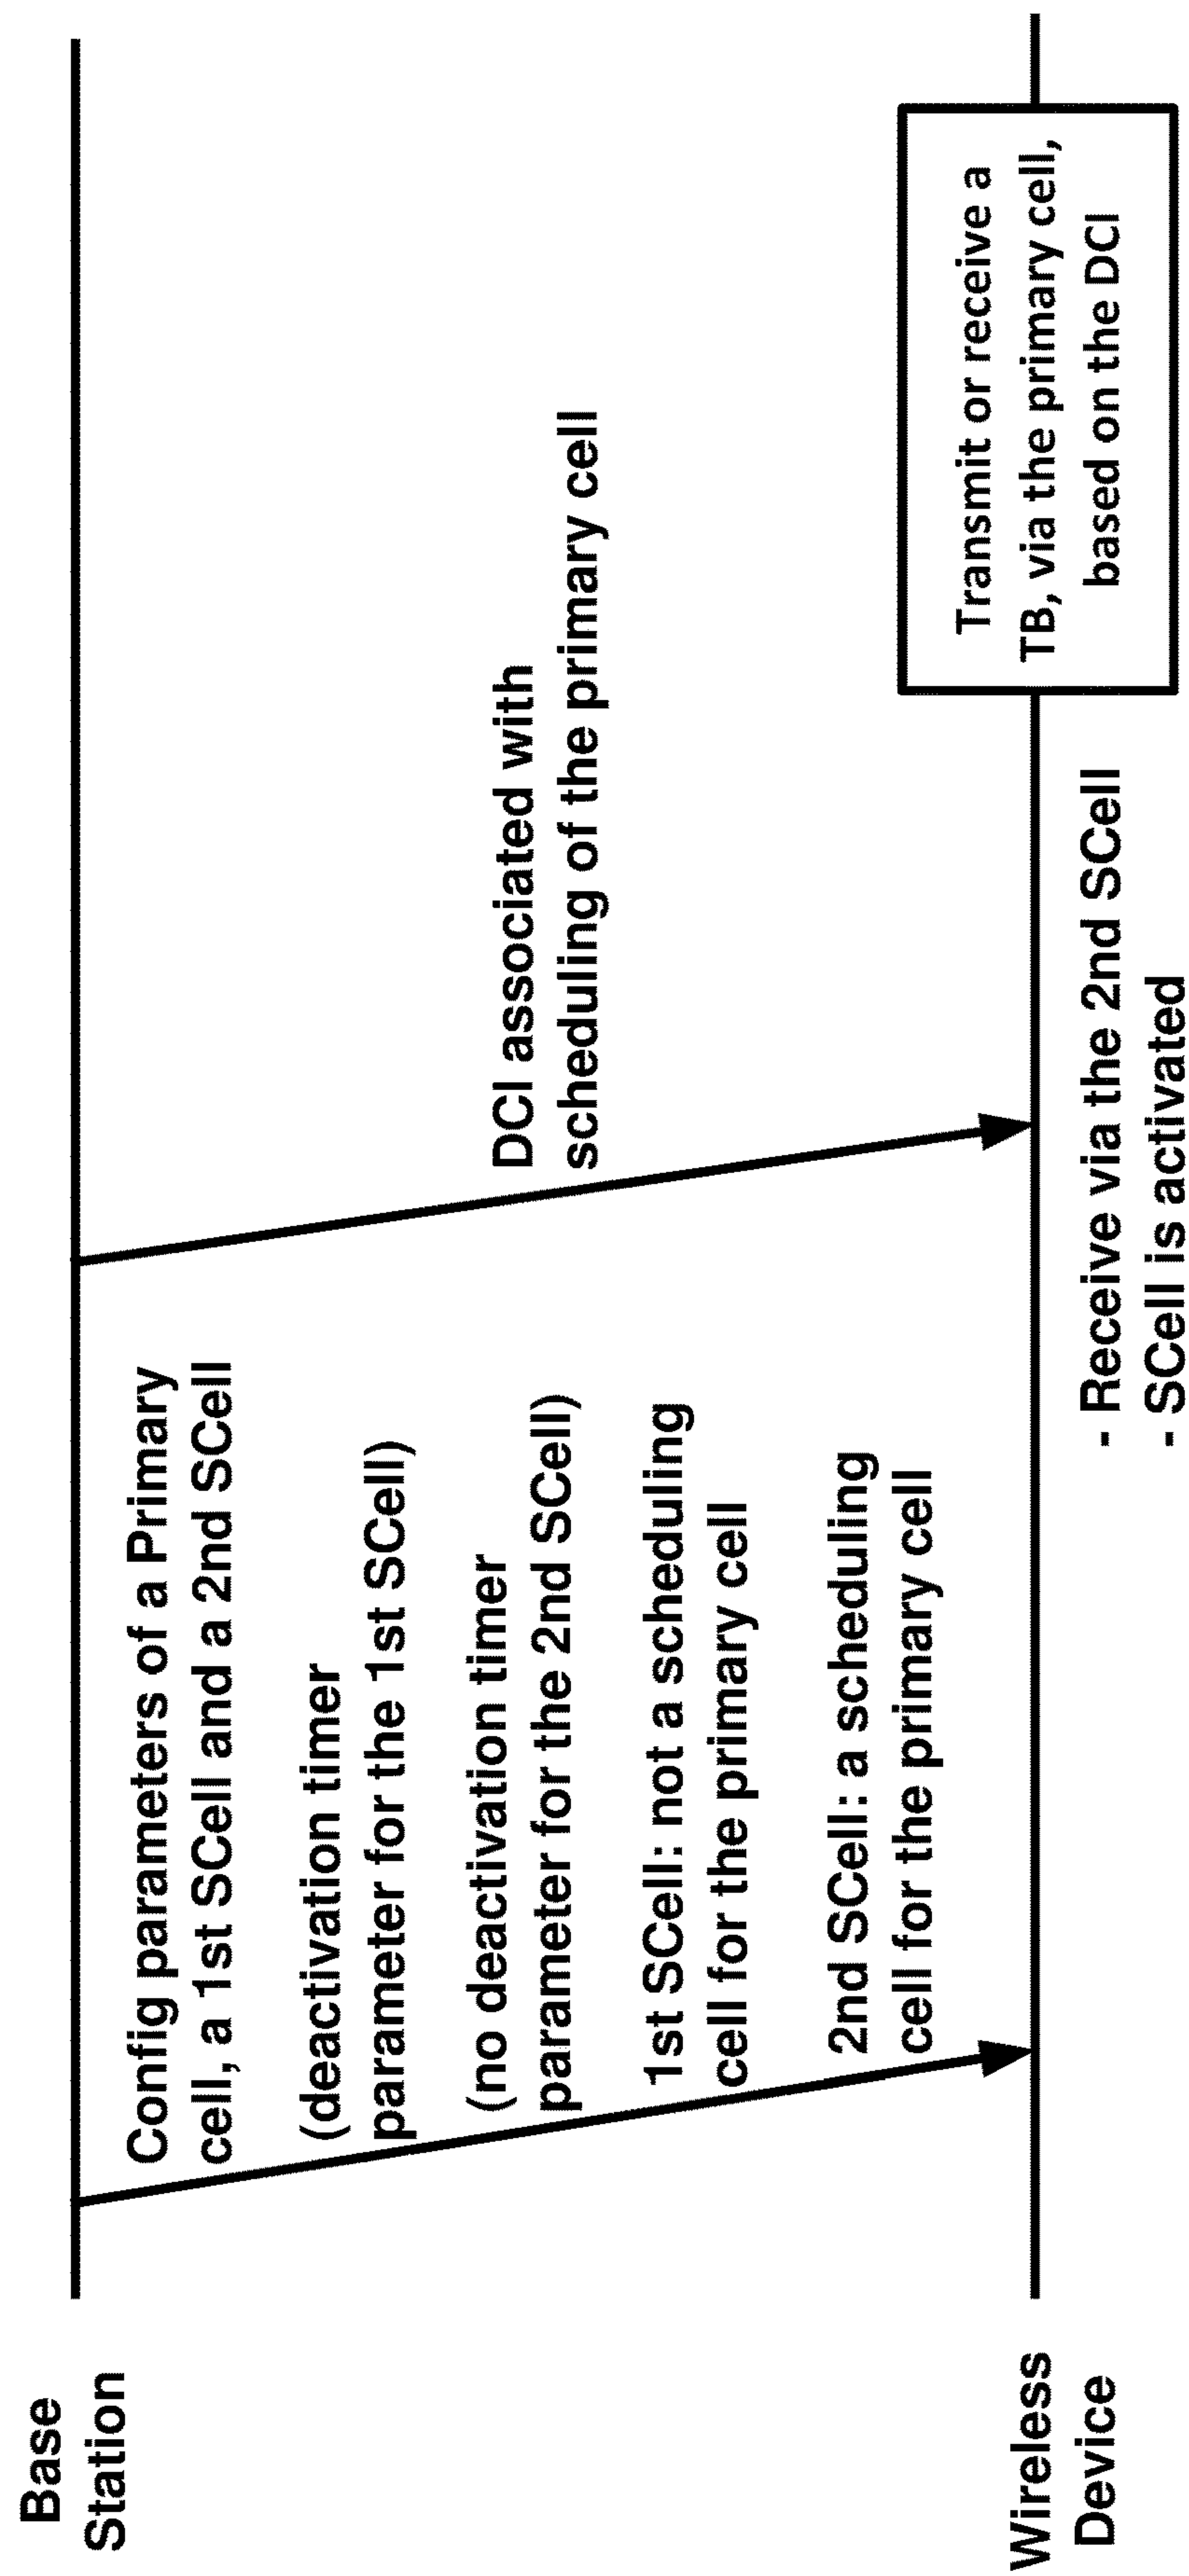 Base
Station
Config parameters of a Primary
cell, a 1st SCell and a 2nd SCell
(deactivation timer
parameter for the 1st SCell)
(no deactivation timer
parameter for the 2nd SCell)
1st SCell: not a scheduling
cell for the primary cell
2nd SCell: a scheduling
cell for the primary cell
DCI associated with
scheduling of the primary cell
Wireless
Device
- Receive via the 2nd SCell
- SCell is activated
Transmit or receive a
TB, via the primary cell,
based on the DCI